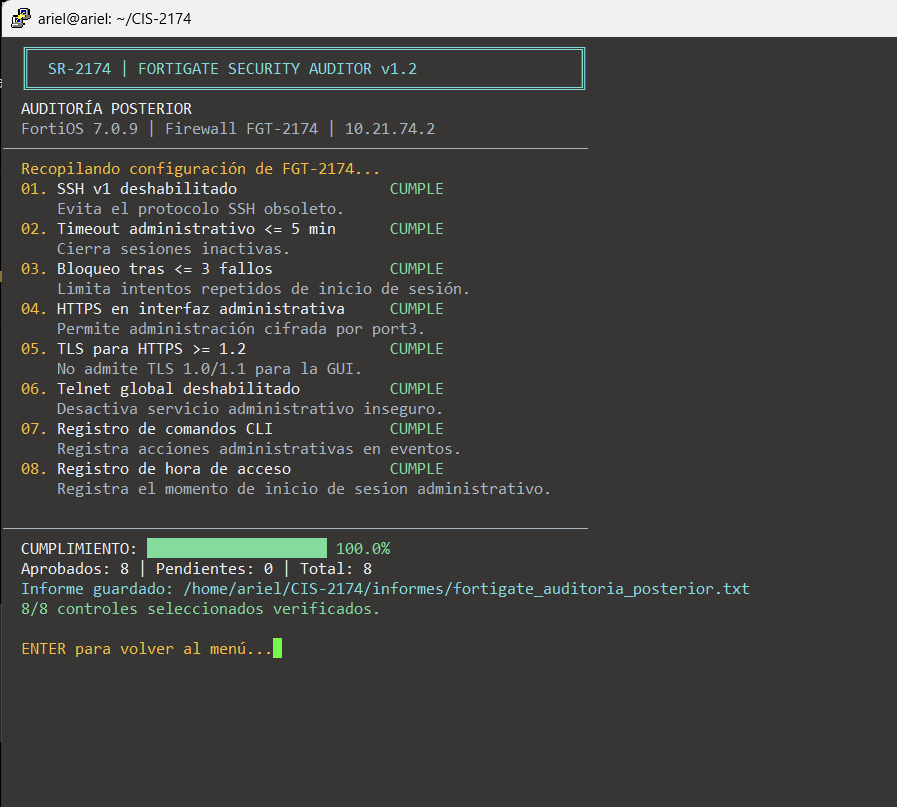 ariel@ariel: ~/CIS-2174
SR-2174 | FORTIGATE SECURITY AUDITOR v1.2
AUDITORÍA POSTERIOR
FortiOS 7.0.9 | Firewall FGT-2174 | 10.21.74.2
Recopilando configuración de FGT-2174...
01. SSH v1 deshabilitado CUMPLE
Evita el protocolo SSH obsoleto.
02. Timeout administrativo <= 5 min CUMPLE
Cierra sesiones inactivas.
03. Bloqueo tras <= 3 fallos CUMPLE
Limita intentos repetidos de inicio de sesión.
04. HTTPS en interfaz administrativa CUMPLE
Permite administración cifrada por port3.
05. TLS para HTTPS >= 1.2 CUMPLE
No admite TLS 1.0/1.1 para la GUI.
06. Telnet global deshabilitado CUMPLE
Desactiva servicio administrativo inseguro.
07. Registro de comandos CLI CUMPLE
Registra acciones administrativas en eventos.
08. Registro de hora de acceso CUMPLE
Registra el momento de inicio de sesion administrativo.
CUMPLIMIENTO: 100.0%
Aprobados: 8 | Pendientes: 0 | Total: 8
Informe guardado: /home/ariel/CIS-2174/informes/fortigate_auditoria_posterior.txt
8/8 controles seleccionados verificados.
ENTER para volver al menú...